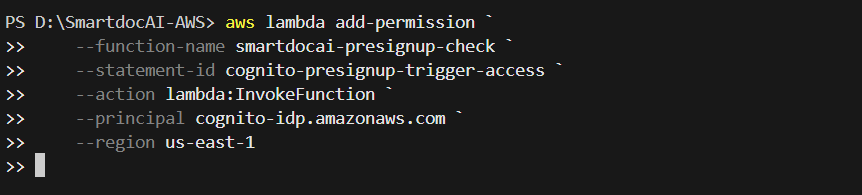 PS D:\SmartdocAI-AWS> aws lambda add-permission `
>>     --function-name smartdocai-presignup-check `
>>     --statement-id cognito-presignup-trigger-access `
>>     --action lambda:InvokeFunction `
>>     --principal cognito-idp.amazonaws.com `
>>     --region us-east-1
>>